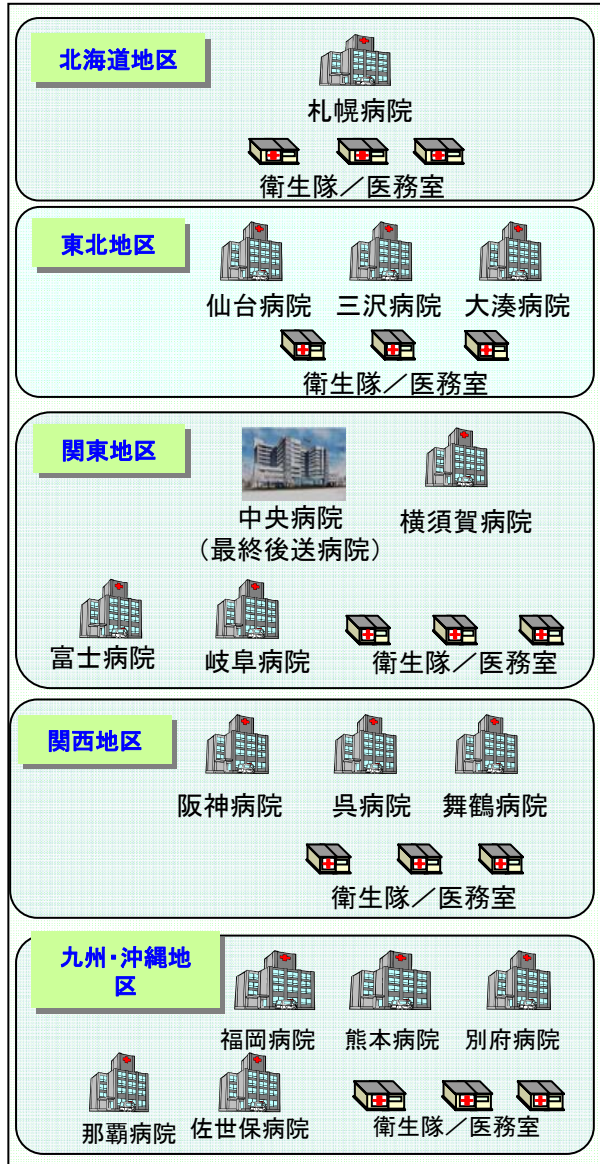 北海道地区
札幌病院
衛生隊／医務室
東北地区
仙台病院 三沢病院 大湊病院
衛生隊／医務室
関東地区
中央病院
（最終後送病院）
横須賀病院
富士病院 岐阜病院 衛生隊／医務室
関西地区
阪神病院 呉病院 舞鶴病院
衛生隊／医務室
九州・沖縄地
区
福岡病院 熊本病院 別府病院
那覇病院 佐世保病院 衛生隊／医務室